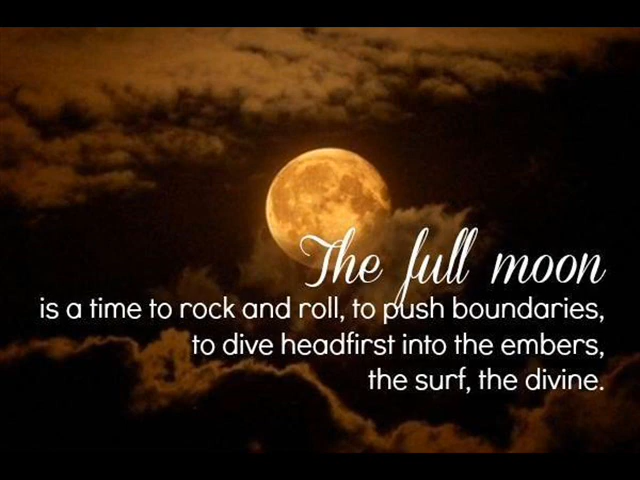 The full moon
is a time to rock and roll, to push boundaries,
to dive headfirst into the embers,
the surf, the divine.